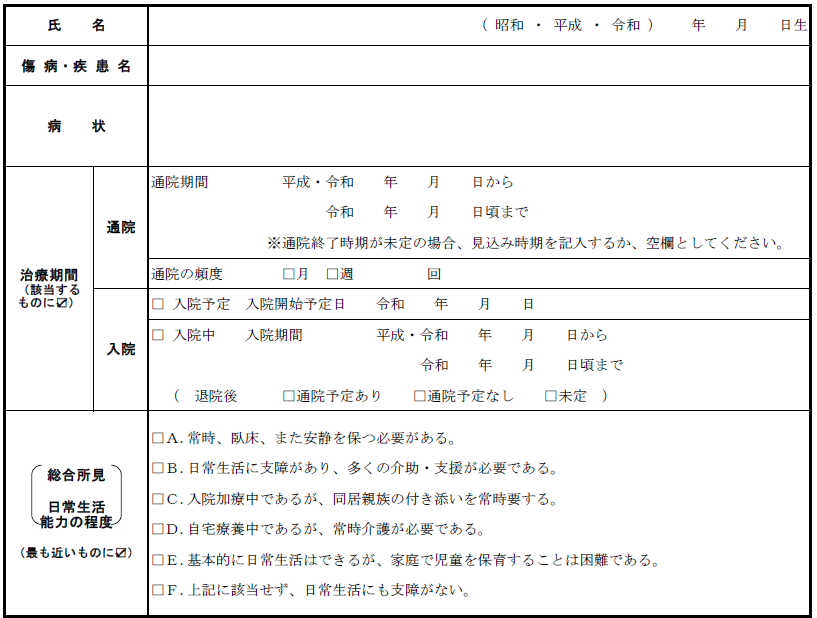 氏　名　（ 昭和 ・ 平成 ・ 令和 ）　年　月　日生
傷 病・疾 患 名
病　状
治療期間
（該当する
ものに☑）
通院
通院期間　平成・令和　年　月　日から
令和　年　月　日頃まで
※通院終了時期が未定の場合、見込み時期を記入するか、空欄としてください。
通院の頻度　□月　□週　回
入院
□ 入院予定　入院開始予定日　令和　年　月　日
□ 入院中　入院期間　平成・令和　年　月　日から
令和　年　月　日頃まで
（　退院後　□通院予定あり　□通院予定なし　□未定　）
総合所見
日常生活
能力の程度
（最も近いものに☑）
□Ａ.常時、臥床、また安静を保つ必要がある。
□Ｂ.日常生活に支障があり、多くの介助・支援が必要である。
□Ｃ.入院加療中であるが、同居親族の付き添いを常時要する。
□Ｄ.自宅療養中であるが、常時介護が必要である。
□Ｅ.基本的に日常生活はできるが、家庭で児童を保育することは困難である。
□Ｆ.上記に該当せず、日常生活にも支障がない。